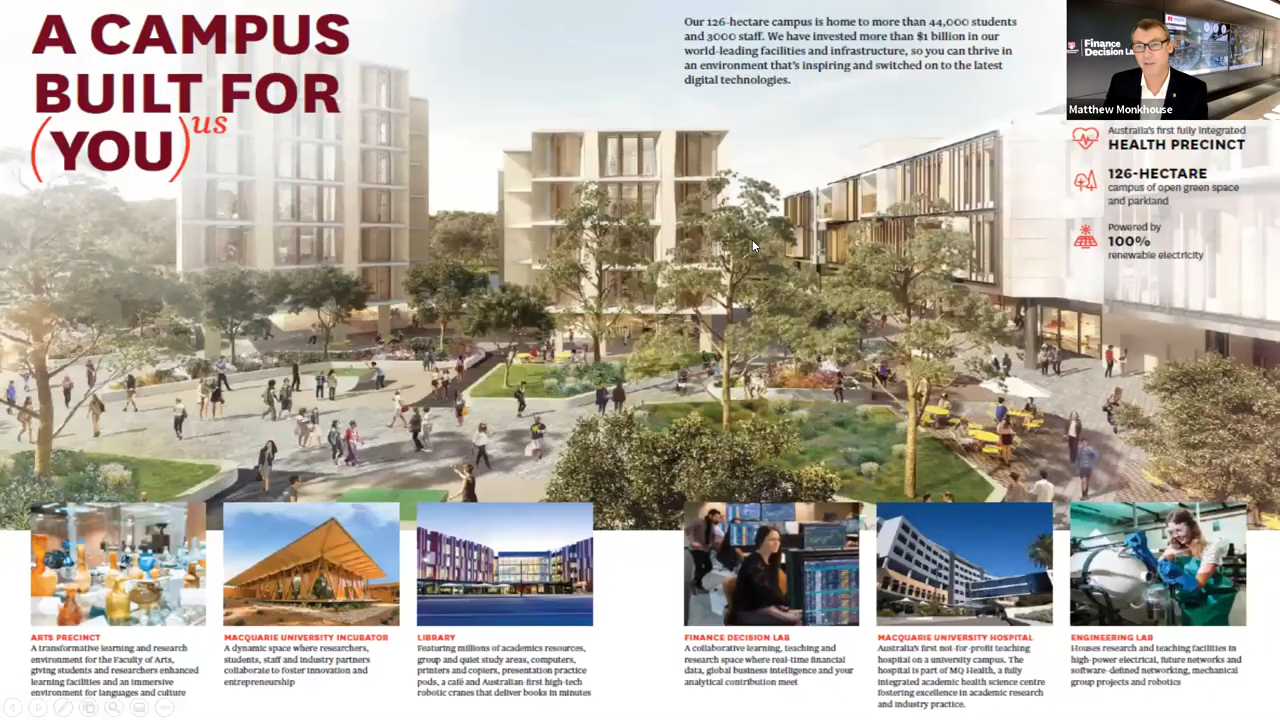 A CAMPUS
BUILT FOR
(YOU)us
Our 126-hectare campus is home to more than 44,000 students
and 3000 staff. We have invested more than $1 billion in our
world-leading facilities and infrastructure, so you can thrive in
an environment that's inspiring and switched on to the latest
digital technologies.
Finance
Decision La
Matthew Monkhouse
Australia's first fully integrated
HEALTH PRECINCT
126-HECTARE
campus of open green space
and parkland
Powered by
100%
renewable electricity
ARTS PRECINCT
A transformative learning and research
environment for the Faculty of Arts,
giving students and researchers enhanced
learning facilities and an immersive
environment for languages and culture
MACQUARIE UNIVERSITY INCUBATOR
A dynamic space where researchers,
students, staff and industry partners
collaborate to foster innovation and
entrepreneurship
LIBRARY
Featuring millions of academics resources,
group and quiet study areas, computers,
printers and copiers, presentation practice
pods, a café and Australian-first high-tech
robotic cranes that deliver books in minutes
FINANCE DECISION LAB
A collaborative learning, teaching and
research space where real-time financial
data, global business intelligence and your
analytical contribution meet
MACQUARIE UNIVERSITY HOSPITAL
Australia's first not-for-profit teaching
hospital on a university campus. The
hospital is part of MQ Health, a fully
integrated academic health science centre
fostering excellence in academic research
and industry practice.
ENGINEERING LAB
Houses research and teaching facilities in
high-power electrical, future networks and
software-defined networking, mechanical
group projects and robotics